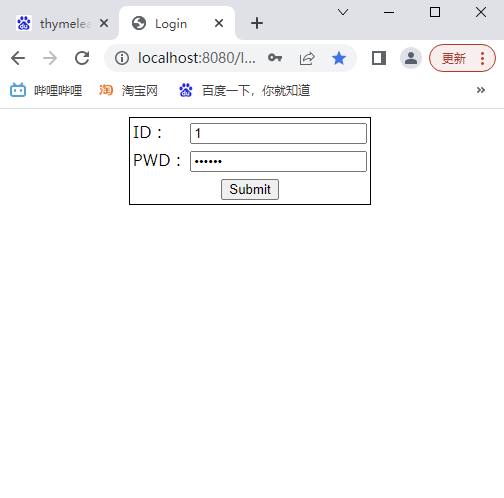 thymelea Login
localhost:8080/l... 更新
哔哩哔哩 淘 淘宝网 百度一下，你就知道 »
ID： 1
PWD： ••••••
Submit